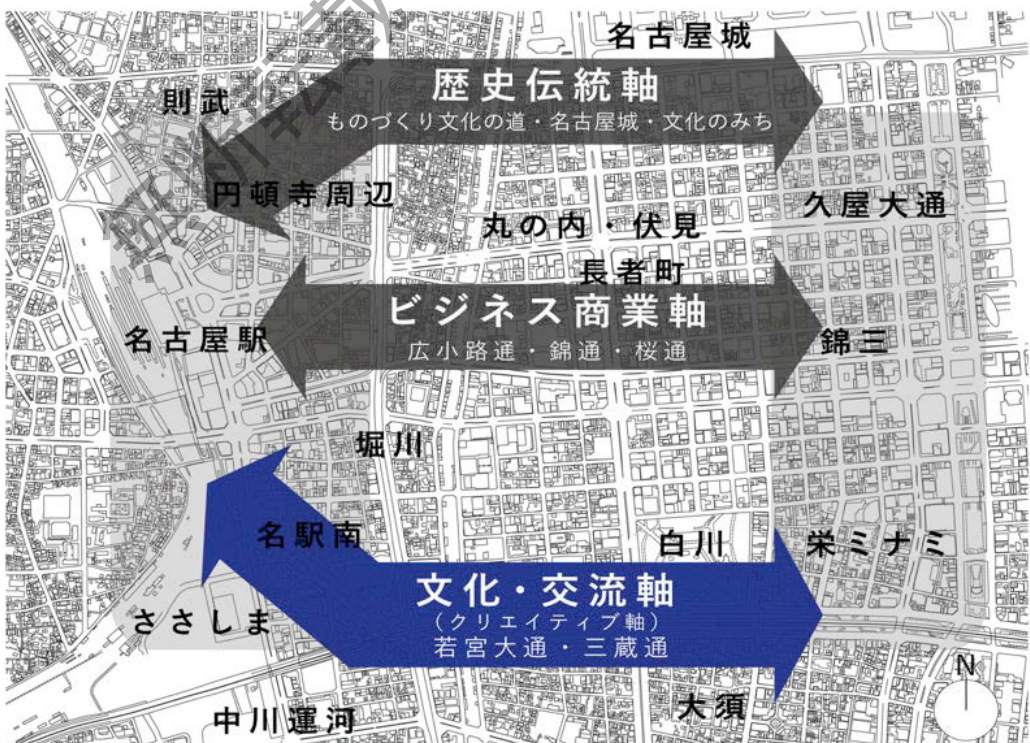 名古屋城
歴史伝統軸
則武
ものづくり文化の道・名古屋城・文化のみち
円頓寺周辺
久屋大通
丸の内・伏見
長者町
ビジネス商業軸
名古屋駅
錦三
広小路通・錦通・桜通
堀川
名駅南
白川
栄ミナミ
文化・交流軸
(クリエイティブ軸)
ささしま
若宮大通・三蔵通
N
大須
中川運河